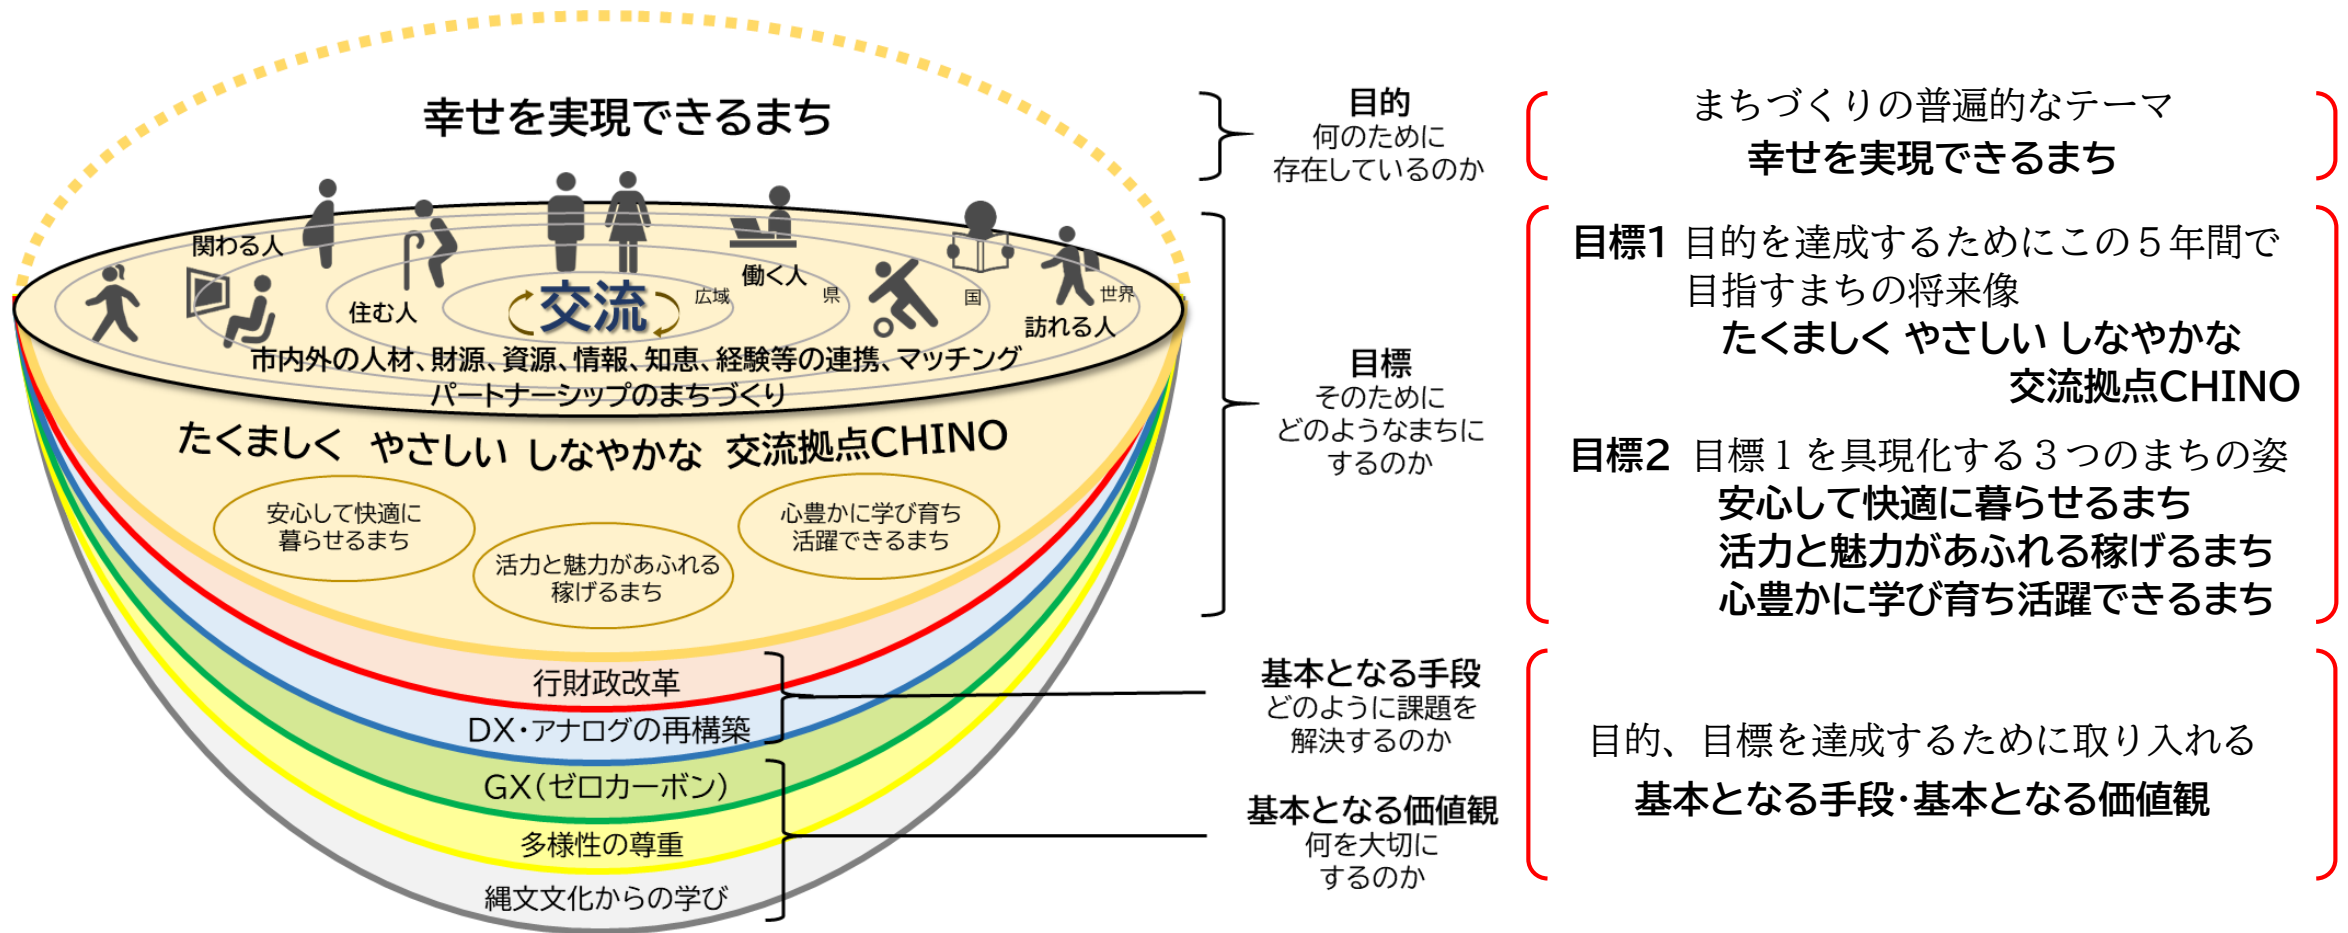 幸せを実現できるまち
関わる人
住む人
働く人
訪れる人
交流
広域
県
国
世界
市内外の人材、財源、資源、情報、知恵、経験等の連携、マッチング
パートナーシップのまちづくり
たくましく やさしい しなやかな 交流拠点CHINO
安心して快適に
暮らせるまち
活力と魅力があふれる
稼げるまち
心豊かに学び育ち
活躍できるまち
行財政改革
DX・アナログの再構築
GX(ゼロカーボン)
多様性の尊重
縄文文化からの学び
目的
何のために
存在しているのか
目標
そのために
どのようなまちに
するのか
基本となる手段
どのように課題を
解決するのか
基本となる価値観
何を大切に
するのか
まちづくりの普遍的なテーマ
幸せを実現できるまち
目標1 目的を達成するためにこの5年間で
目指すまちの将来像
たくましく やさしい しなやかな
交流拠点CHINO
目標2 目標1を具現化する3つのまちの姿
安心して快適に暮らせるまち
活力と魅力があふれる稼げるまち
心豊かに学び育ち活躍できるまち
目的、目標を達成するために取り入れる
基本となる手段・基本となる価値観